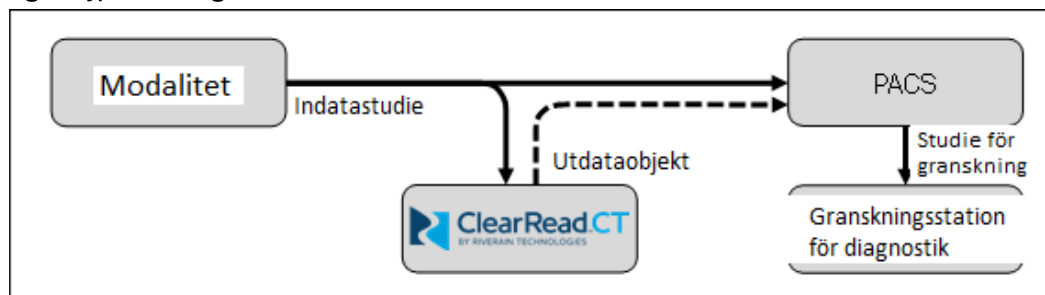 Modalitet
Indatastudie
PACS
Utdataobjekt
Studie för
granskning
ClearRead.CT
BY RIVERAIN TECHNOLOGIES
Granskningsstation
för diagnostik